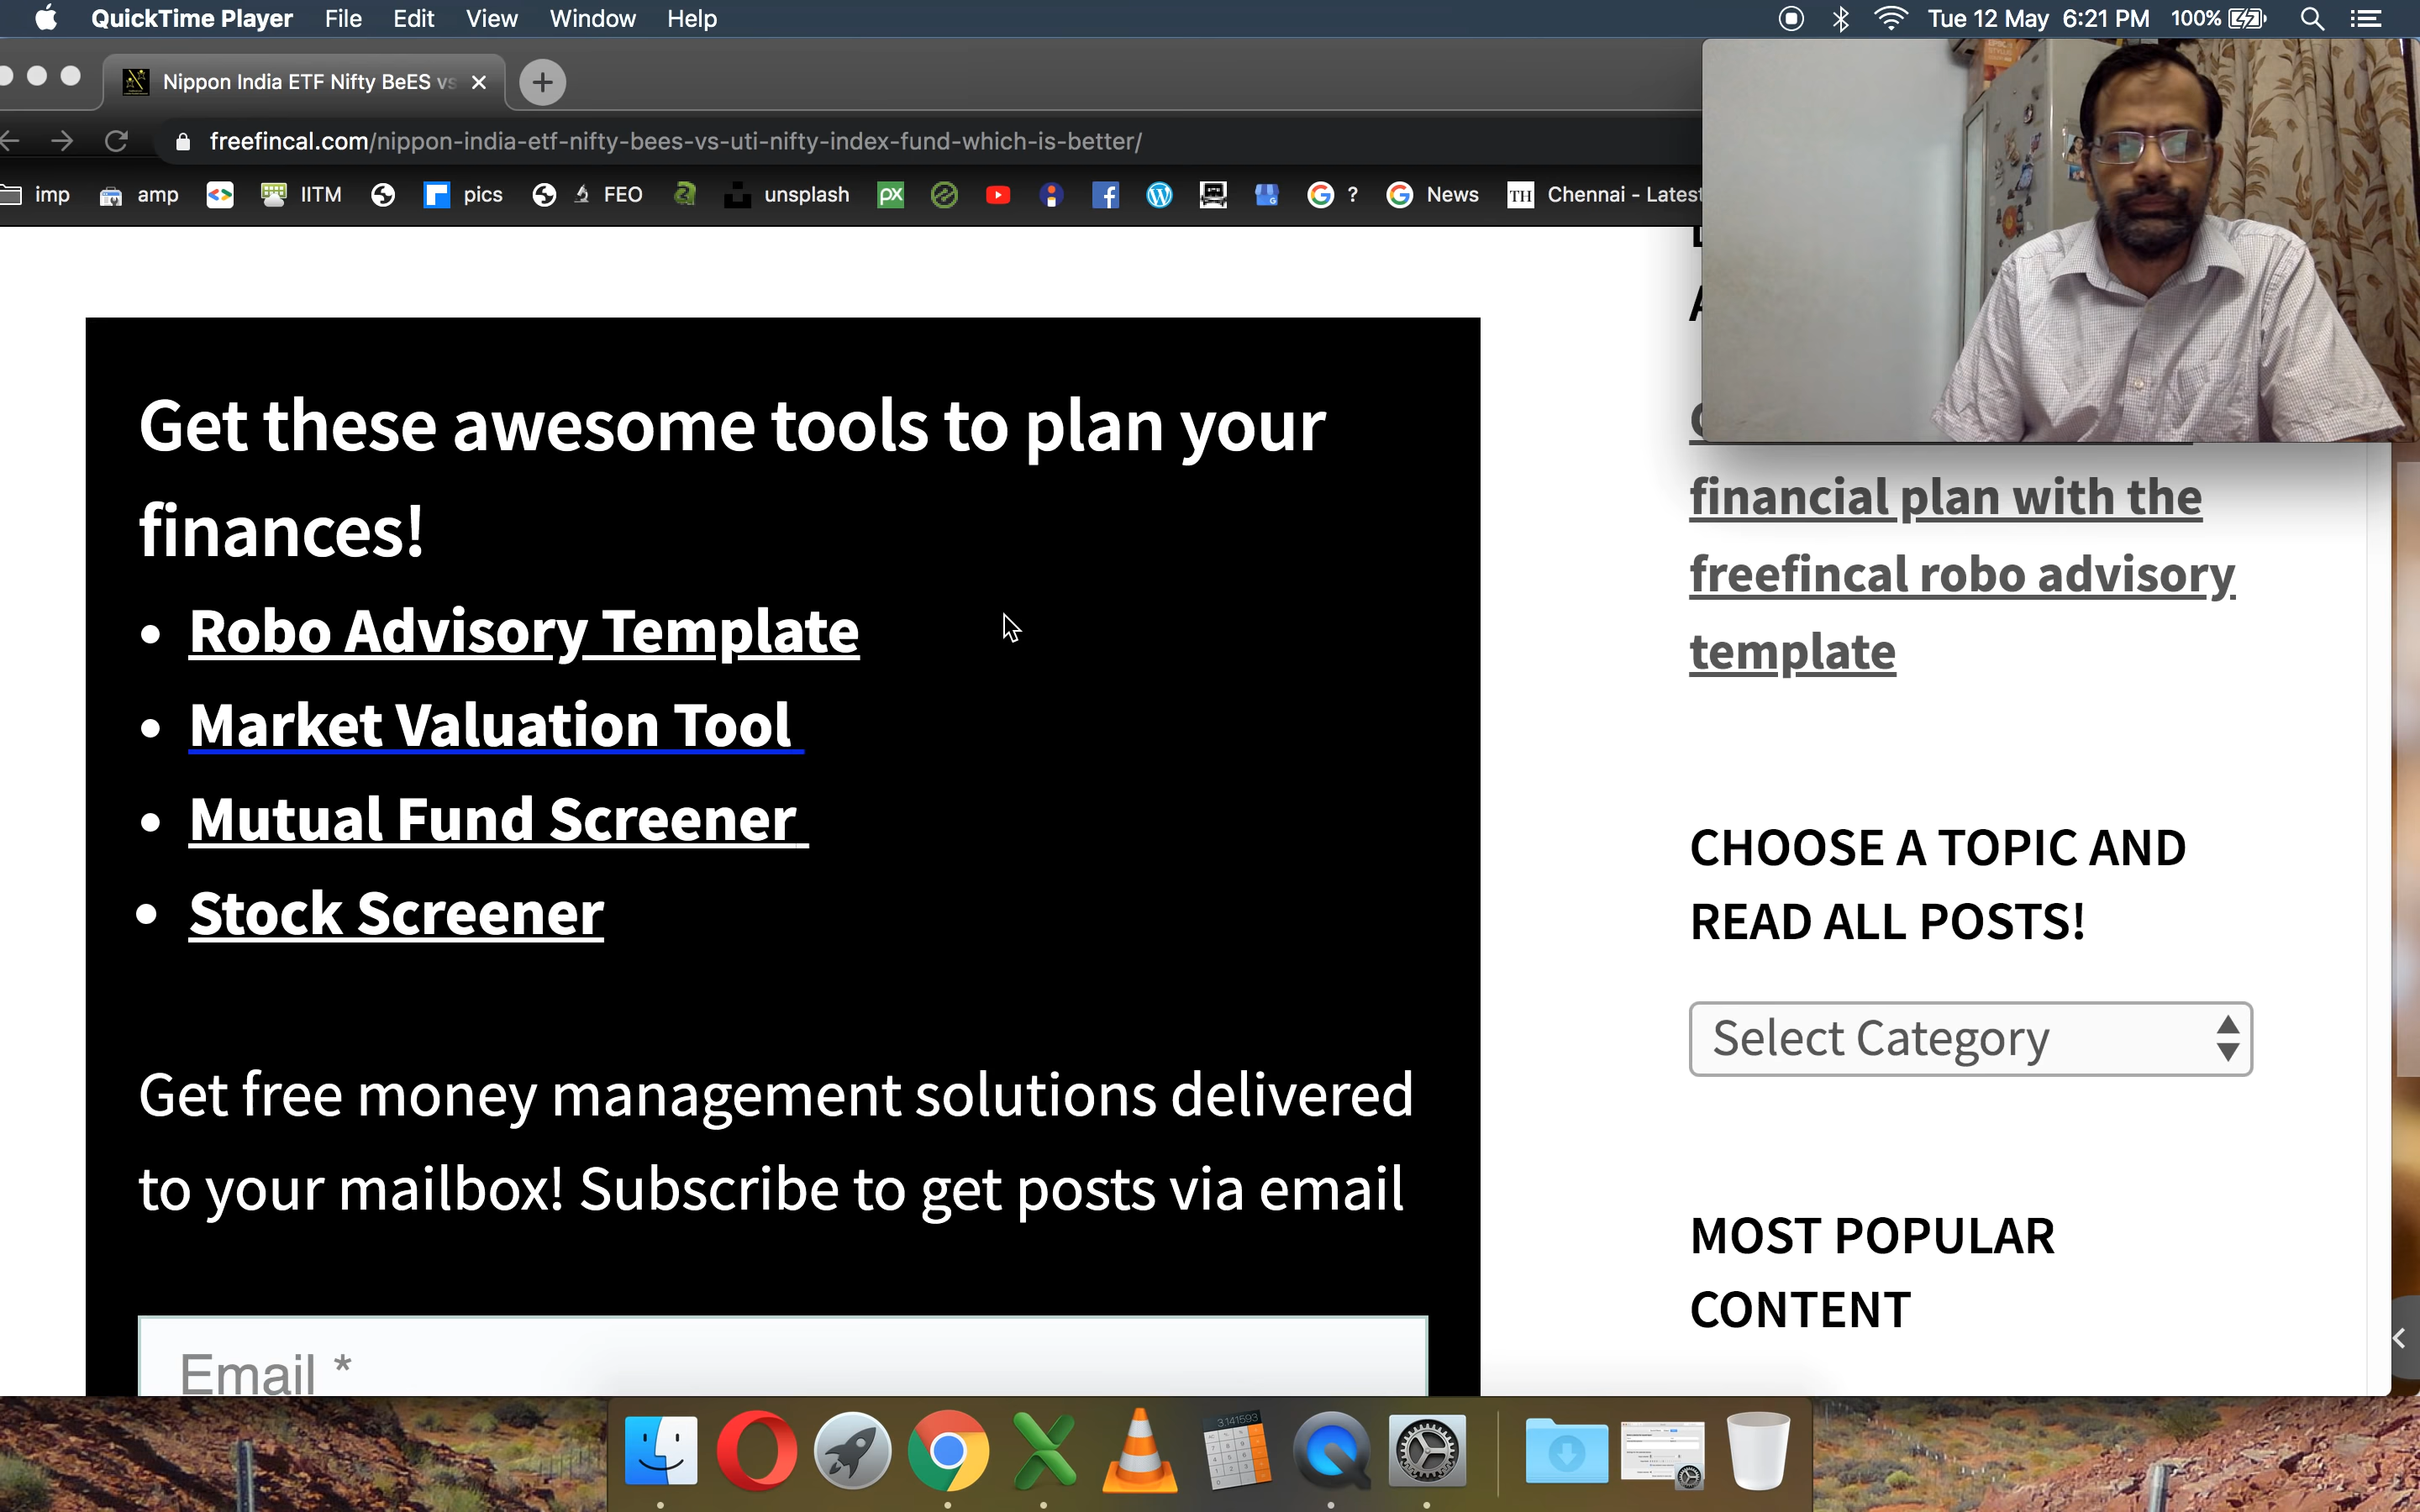 QuickTime Player File Edit View Window Help
Tue 12 May 6:21 PM 100%
Nippon India ETF Nifty BeES vs
freefincal.com/nippon-india-etf-nifty-bees-vs-uti-nifty-index-fund-which-is-better/
imp amp IITM pics FEO unsplash px G ? G News TH Chennai - Latest
Get these awesome tools to plan your
finances!
• Robo Advisory Template
• Market Valuation Tool
• Mutual Fund Screener
• Stock Screener
Get free money management solutions delivered
to your mailbox! Subscribe to get posts via email
Email *
financial plan with the
freefincal robo advisory
template
CHOOSE A TOPIC AND
READ ALL POSTS!
Select Category
MOST POPULAR
CONTENT
3.141593